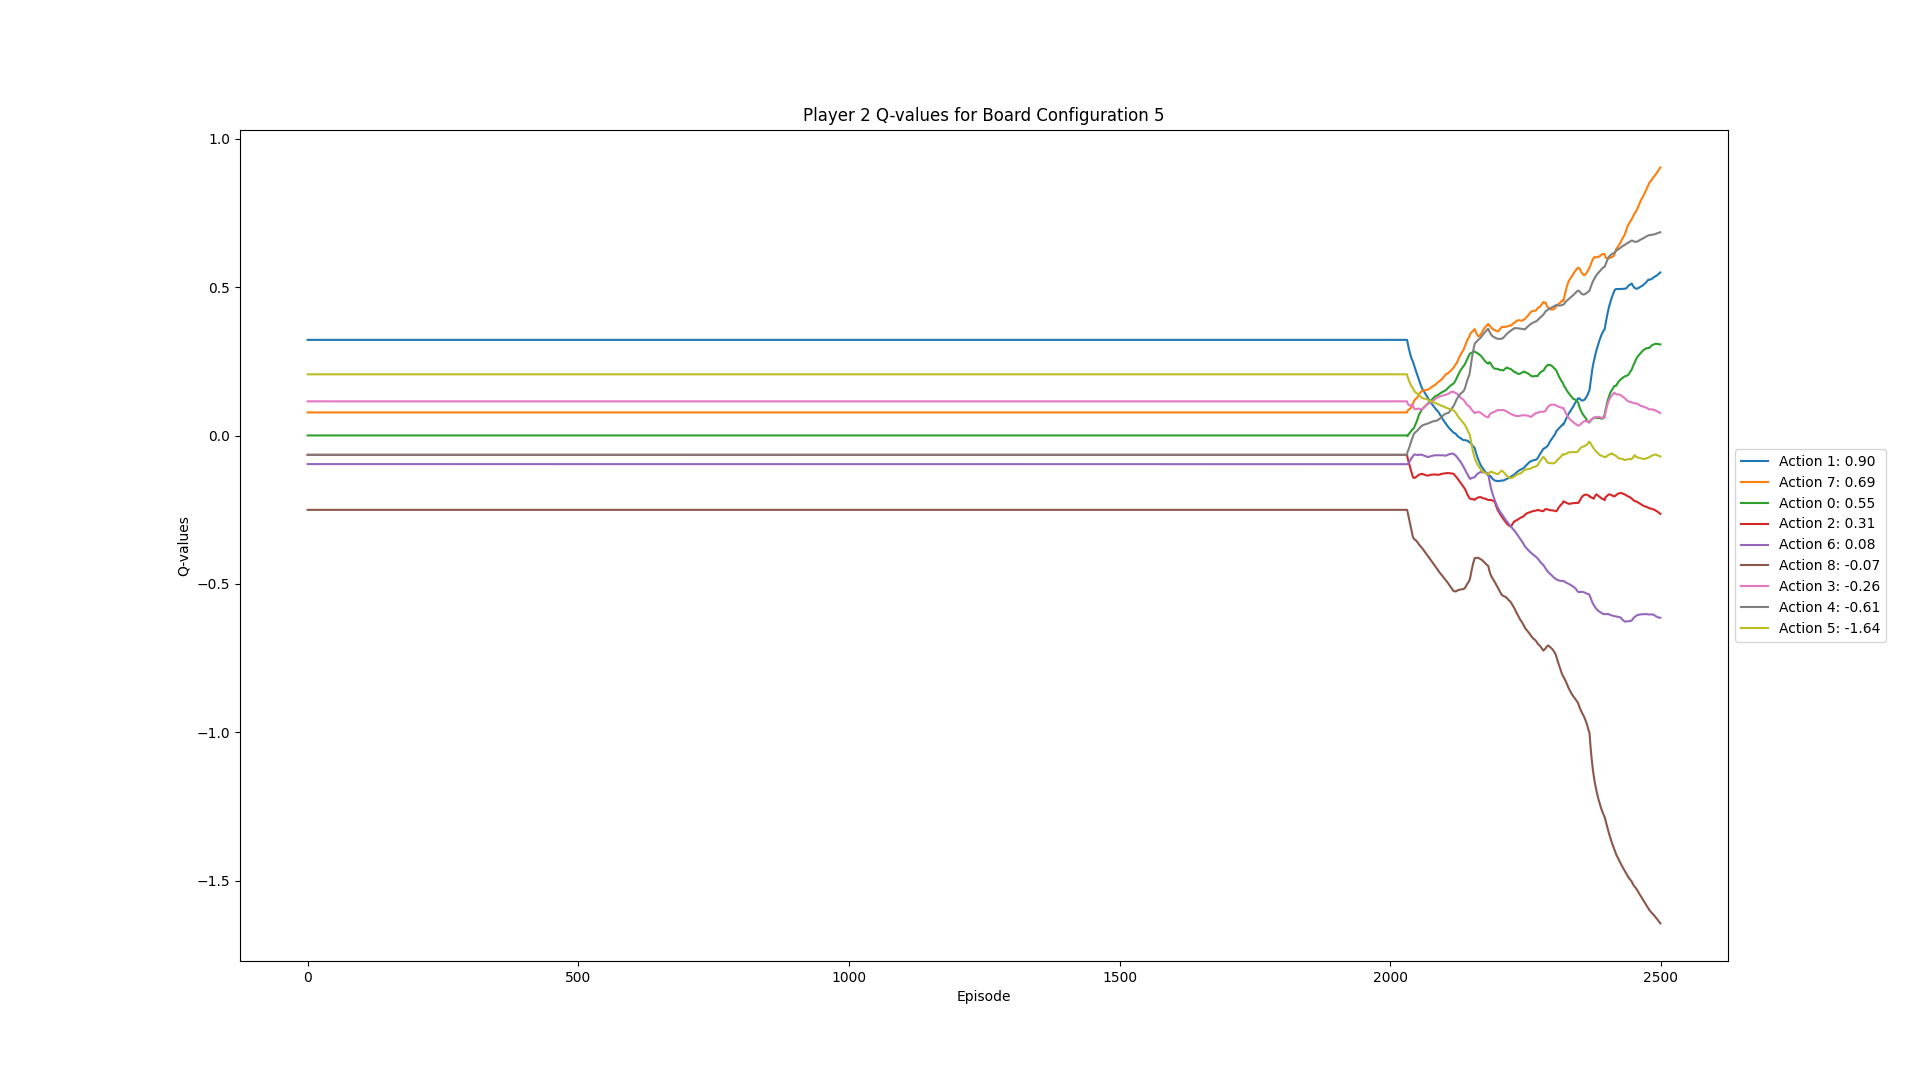 Player 2 Q-values for Board Configuration 5
1.0
0.5
0.0
−0.5
−1.0
−1.5
Q-values
0
500
1000
1500
2000
2500
Episode
Action 1: 0.90
Action 7: 0.69
Action 0: 0.55
Action 2: 0.31
Action 6: 0.08
Action 8: -0.07
Action 3: -0.26
Action 4: -0.61
Action 5: -1.64